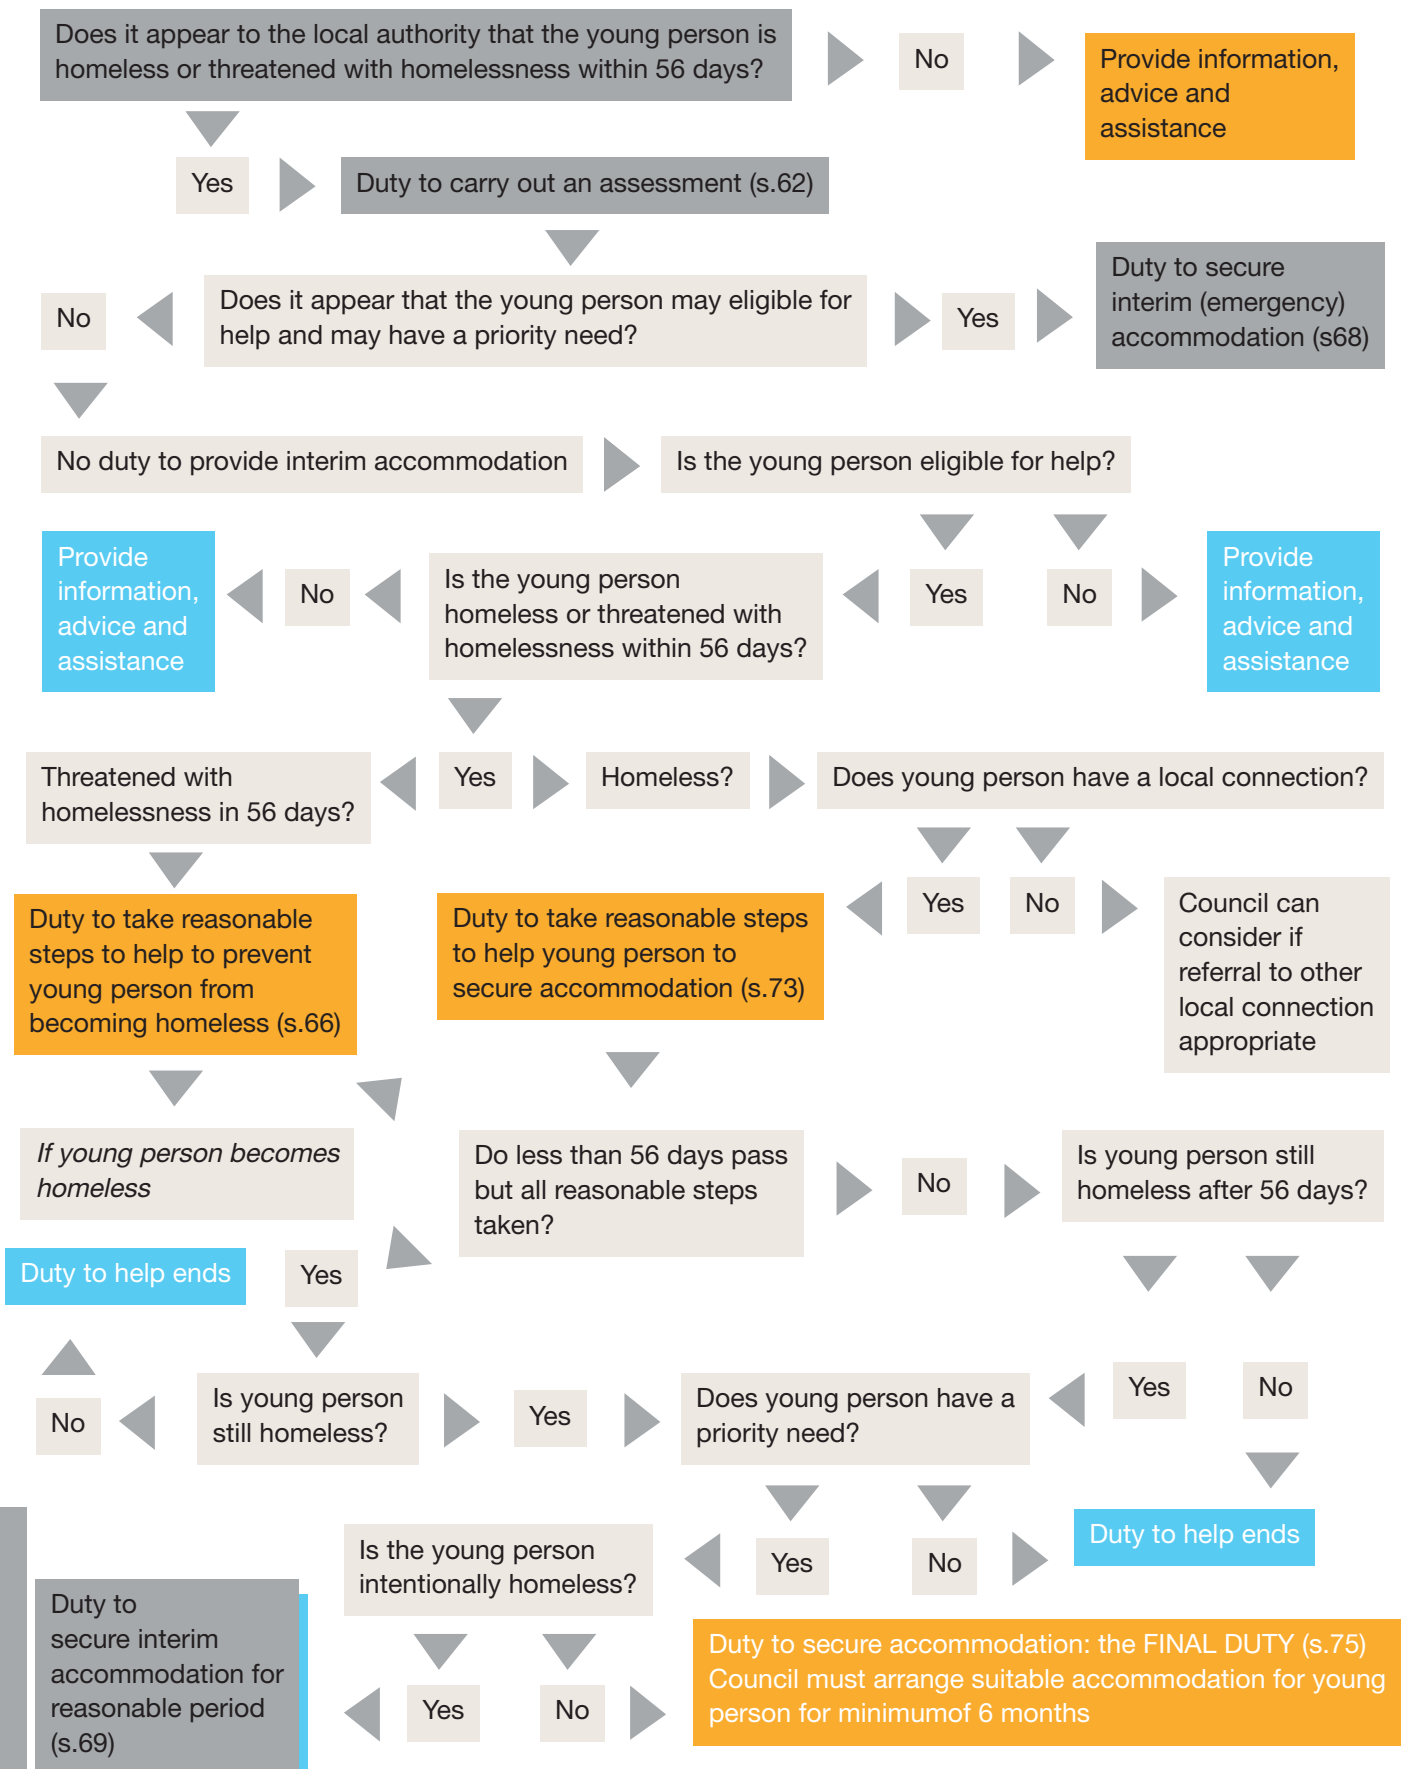 Does it appear to the local authority that the young person is
homeless or threatened with homelessness within 56 days?
No
Provide information,
advice and
assistance
Yes
Duty to carry out an assessment (s.62)
No
Does it appear that the young person may eligible for
help and may have a priority need?
Yes
Duty to secure
interim (emergency)
accommodation (s68)
No duty to provide interim accommodation
Is the young person eligible for help?
Provide
information,
advice and
assistance
No
Is the young person
homeless or threatened with
homelessness within 56 days?
Yes
No
Provide
information,
advice and
assistance
Threatened with
homelessness in 56 days?
Yes
Homeless?
Does young person have a local connection?
Duty to take reasonable
steps to help to prevent
young person from
becoming homeless (s.66)
Duty to take reasonable steps
to help young person to
secure accommodation (s.73)
Yes
No
Council can
consider if
referral to other
local connection
appropriate
If young person becomes
homeless
Do less than 56 days pass
but all reasonable steps
taken?
No
Is young person still
homeless after 56 days?
Duty to help ends
Yes
No
Is young person
still homeless?
Yes
Does young person have a
priority need?
Yes
No
Is the young person
intentionally homeless?
Yes
No
Duty to help ends
Duty to
secure interim
accommodation for
reasonable period
(s.69)
Yes
No
Duty to secure accommodation: the FINAL DUTY (s.75)
Council must arrange suitable accommodation for young
person for minimumof 6 months